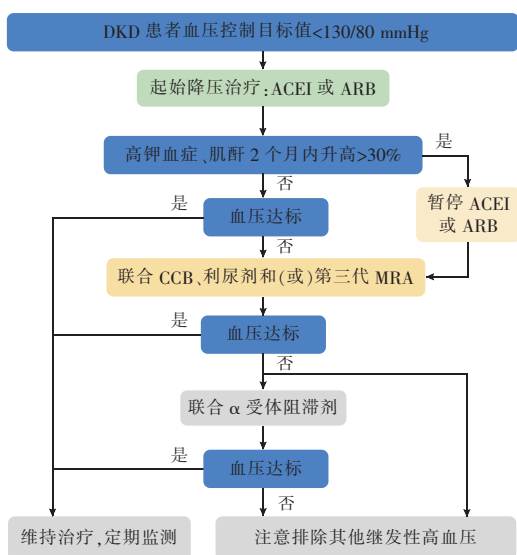 DKD 患者血压控制目标值<130/80 mmHg
起始降压治疗:ACEI 或 ARB
高钾血症、肌酐 2 个月内升高>30%
是
否
是
血压达标
暂停 ACEI
或 ARB
否
联合 CCB、利尿剂和(或)第三代 MRA
是
血压达标
否
联合 α 受体阻滞剂
是
血压达标
否
维持治疗,定期监测
注意排除其他继发性高血压